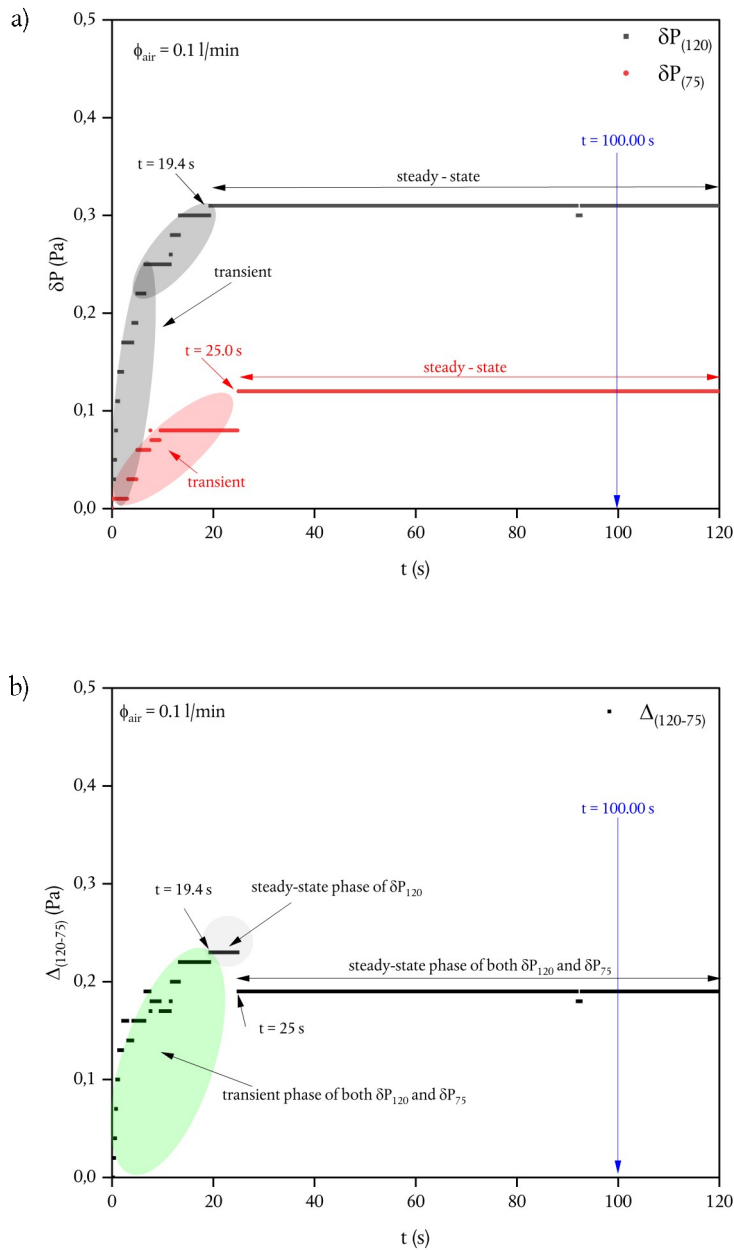 a)
0,5
ϕair = 0.1 l/min
δP(120)
δP(75)
0,4
t = 100.00 s
t = 19.4 s
steady - state
0,3
transient
δP (Pa)
0,2
t = 25.0 s
steady - state
0,1
transient
0,0
0 20 40 60 80 100 120
t (s)
b)
0,5
ϕair = 0.1 l/min
Δ(120-75)
0,4
t = 100.00 s
0,3
t = 19.4 s
steady-state phase of δP120
Δ(120-75) (Pa)
steady-state phase of both δP120 and δP75
0,2
t = 25 s
0,1
transient phase of both δP120 and δP75
0,0
0 20 40 60 80 100 120
t (s)